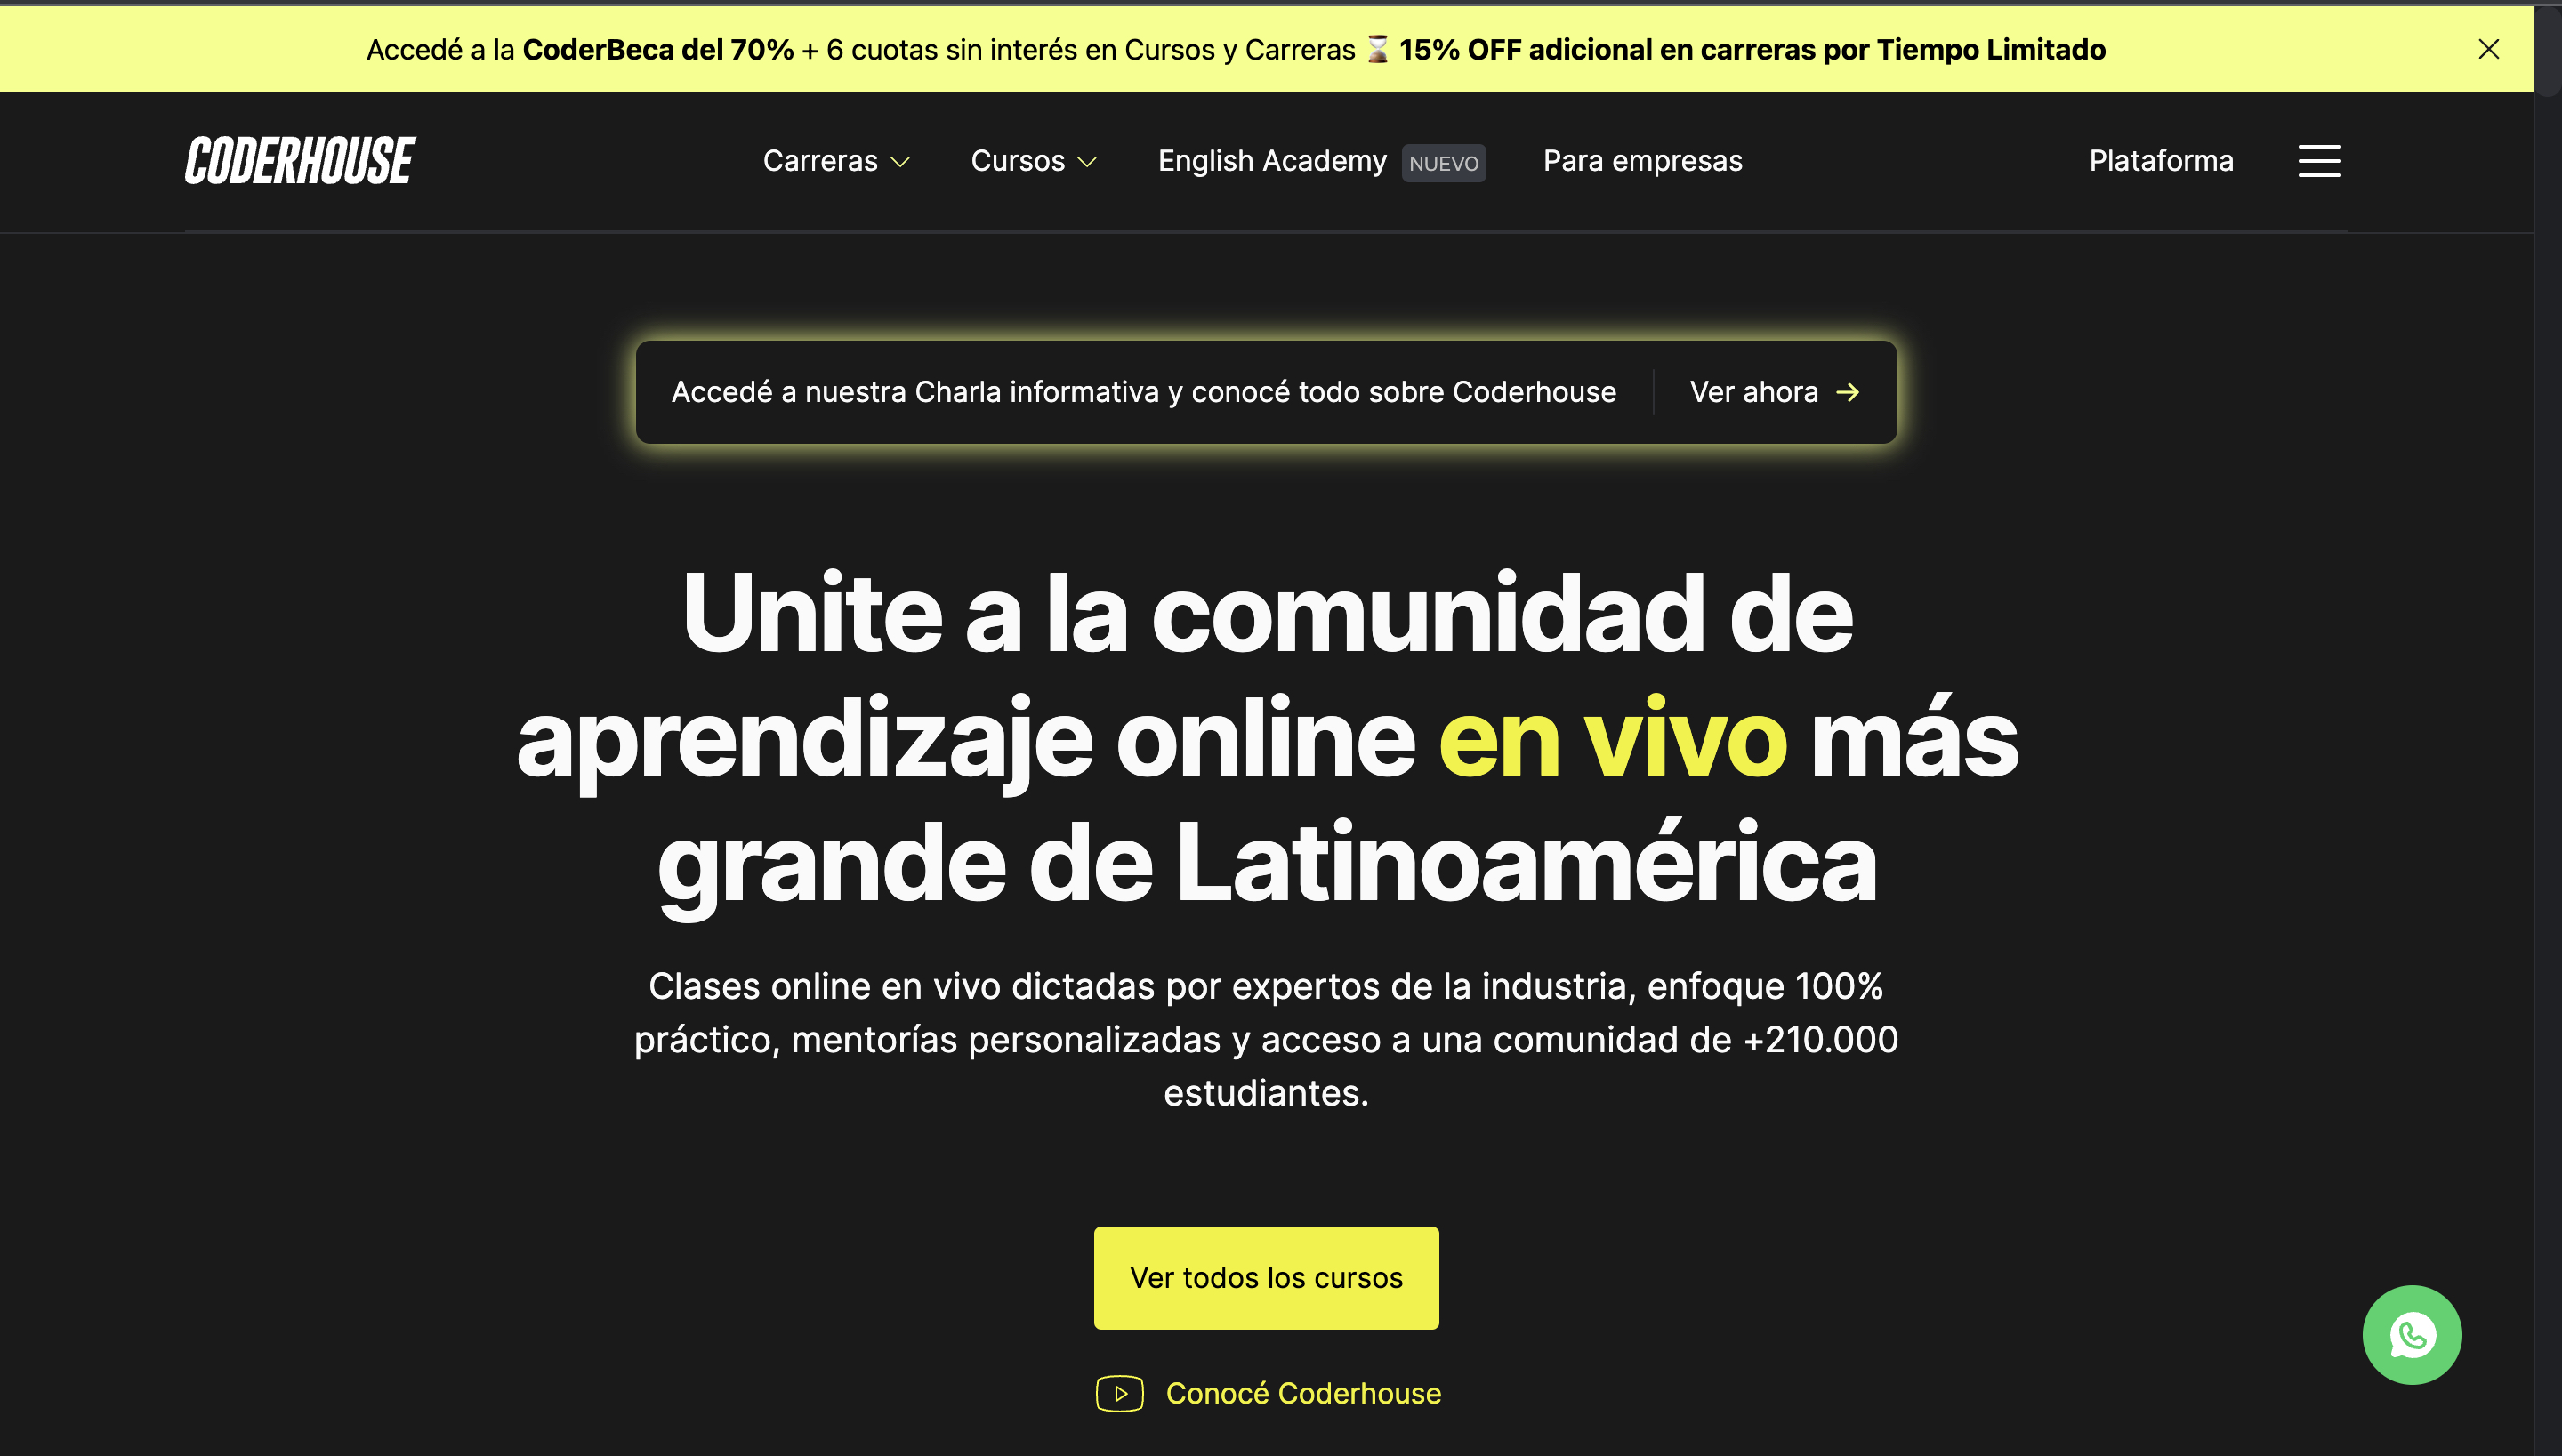 Accedé a la CoderBeca del 70% + 6 cuotas sin interés en Cursos y Carreras ⏳ 15% OFF adicional en carreras por Tiempo Limitado
CODERHOUSE
Carreras
Cursos
English Academy NUEVO
Para empresas
Plataforma
Accedé a nuestra Charla informativa y conocé todo sobre Coderhouse
Ver ahora →
Unite a la comunidad de
aprendizaje online en vivo más
grande de Latinoamérica
Clases online en vivo dictadas por expertos de la industria, enfoque 100%
práctico, mentorías personalizadas y acceso a una comunidad de +210.000
estudiantes.
Ver todos los cursos
Conocé Coderhouse